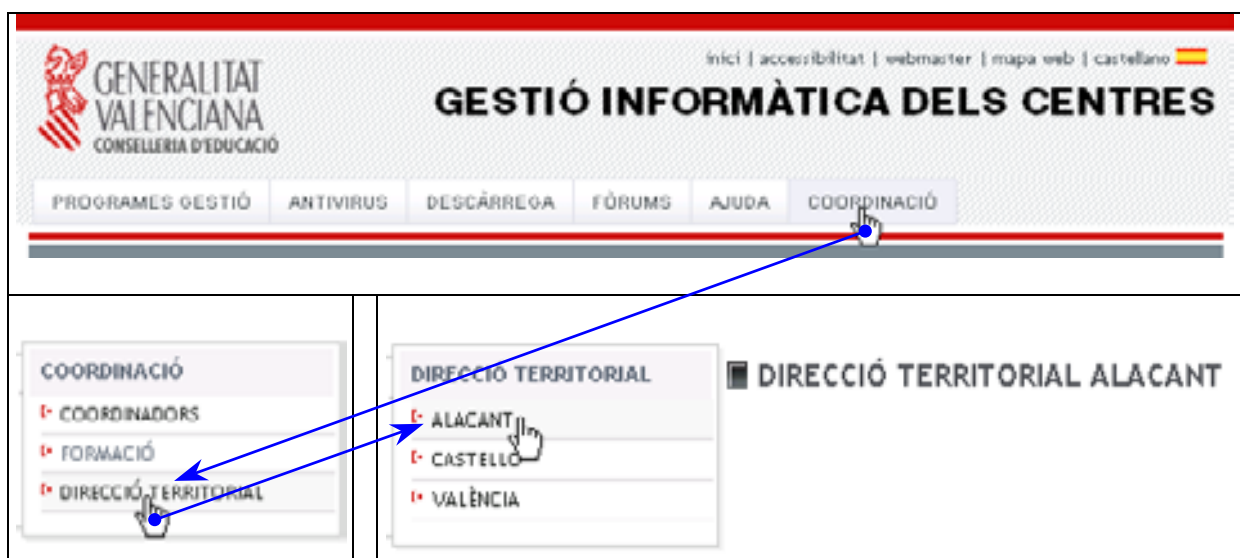 GENERALITAT
VALENCIANA
CONSELLERIA D'EDUCACIÓ
inici | accessibilitat | webmaster | mapa web | castellano
GESTIÓ INFORMÀTICA DELS CENTRES
PROGRAMES GESTIÓ ANTIVIRUS DESCÀRREGA FÒRUMS AJUDA COORDINACIÓ
COORDINACIÓ
COORDINADORS
FORMACIÓ
DIRECCIÓ TERRITORIAL
DIRECCIÓ TERRITORIAL
ALACANT
CASTELLÓ
VALÈNCIA
DIRECCIÓ TERRITORIAL ALACANT